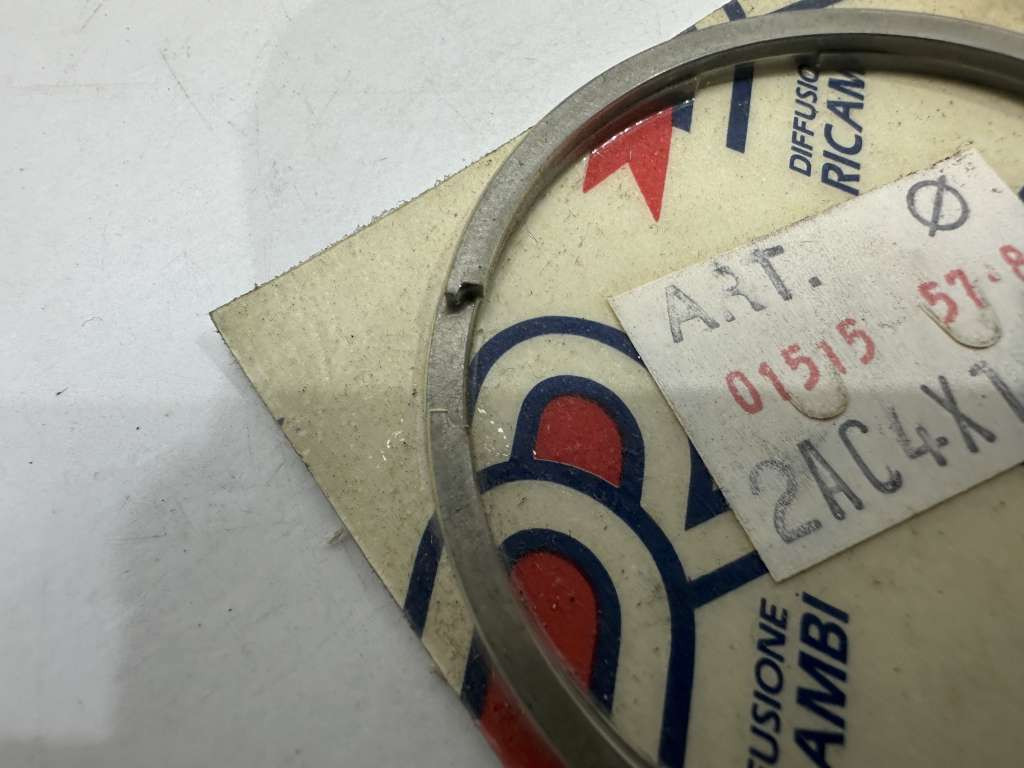 DIFFUSIO
RICAM
Ø
ART.
01515 57.8
2AC4X1
FUSIONE
AMBI